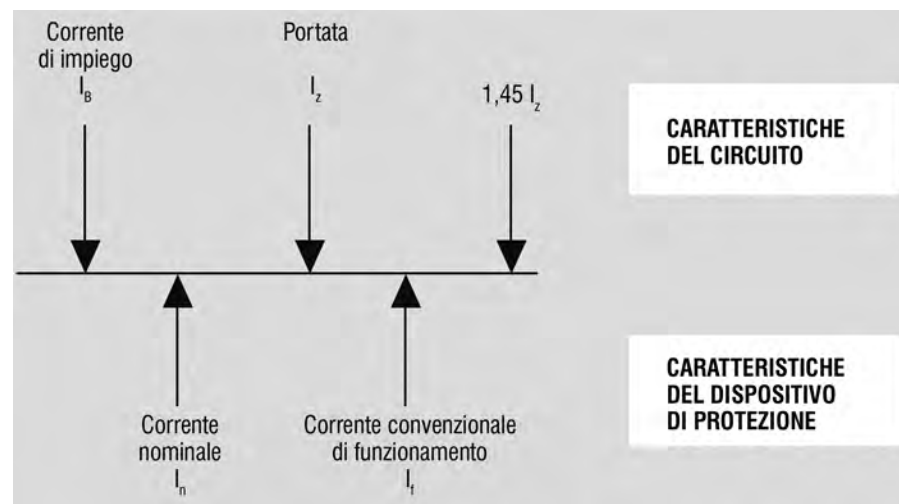 Corrente
di impiego
I_B
Portata
I_z
1,45 I_z
CARATTERISTICHE
DEL CIRCUITO
Corrente
nominale
I_n
Corrente convenzionale
di funzionamento
I_f
CARATTERISTICHE
DEL DISPOSITIVO
DI PROTEZIONE